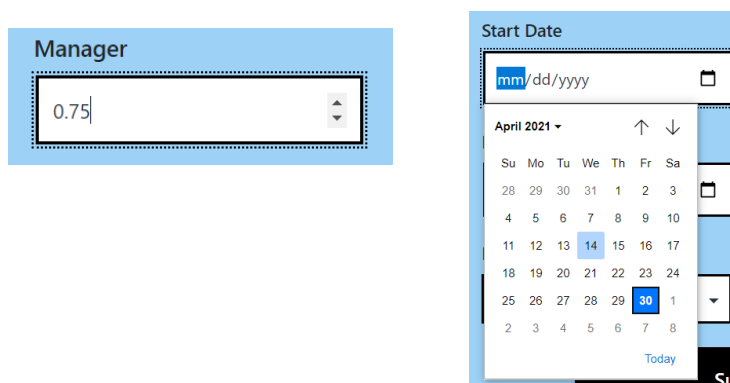 Manager
0.75
Start Date
mm/dd/yyyy
April 2021
Su Mo Tu We Th Fr Sa
28 29 30 31 1 2 3
4 5 6 7 8 9 10
11 12 13 14 15 16 17
18 19 20 21 22 23 24
25 26 27 28 29 30 1
2 3 4 5 6 7 8
Today
Su